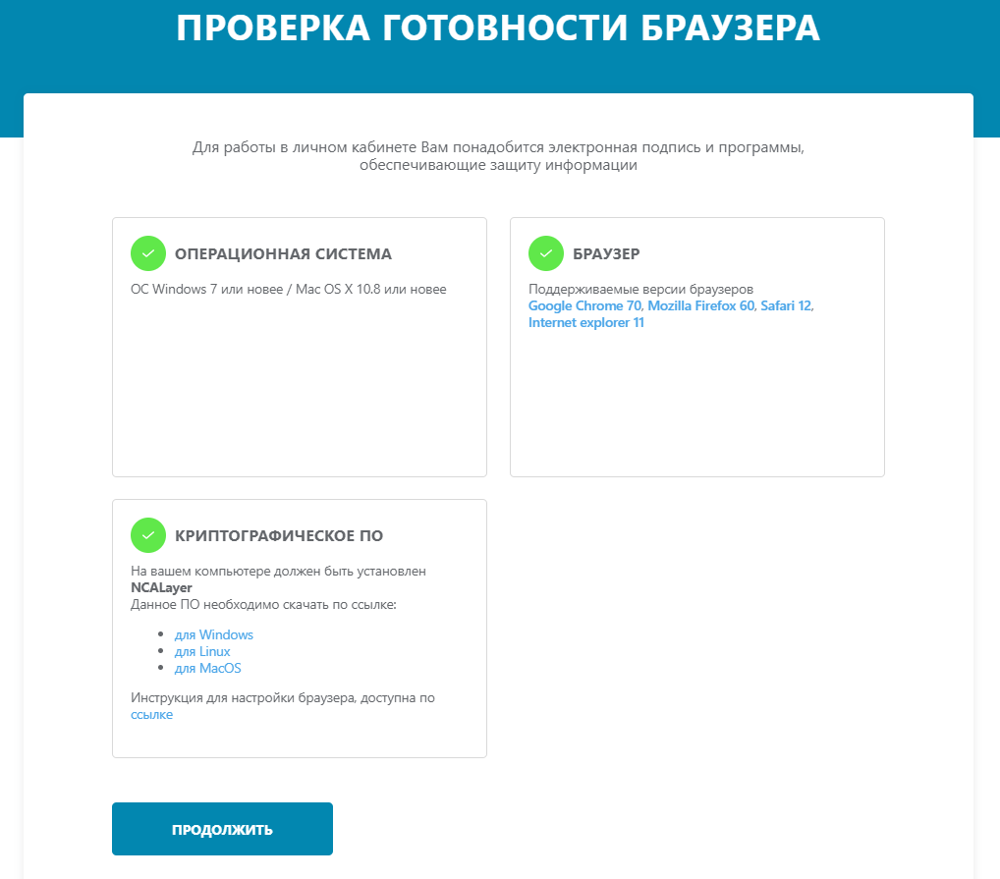 ПРОВЕРКА ГОТОВНОСТИ БРАУЗЕРА
Для работы в личном кабинете Вам понадобится электронная подпись и программы,
обеспечивающие защиту информации
ОПЕРАЦИОННАЯ СИСТЕМА
ОС Windows 7 или новее / Mac OS X 10.8 или новее
БРАУЗЕР
Поддерживаемые версии браузеров
Google Chrome 70, Mozilla Firefox 60, Safari 12,
Internet explorer 11
КРИПТОГРАФИЧЕСКОЕ ПО
На вашем компьютере должен быть установлен
NCALayer
Данное ПО необходимо скачать по ссылке:
для Windows
для Linux
для MacOS
Инструкция для настройки браузера, доступна по
ссылке
ПРОДОЛЖИТЬ